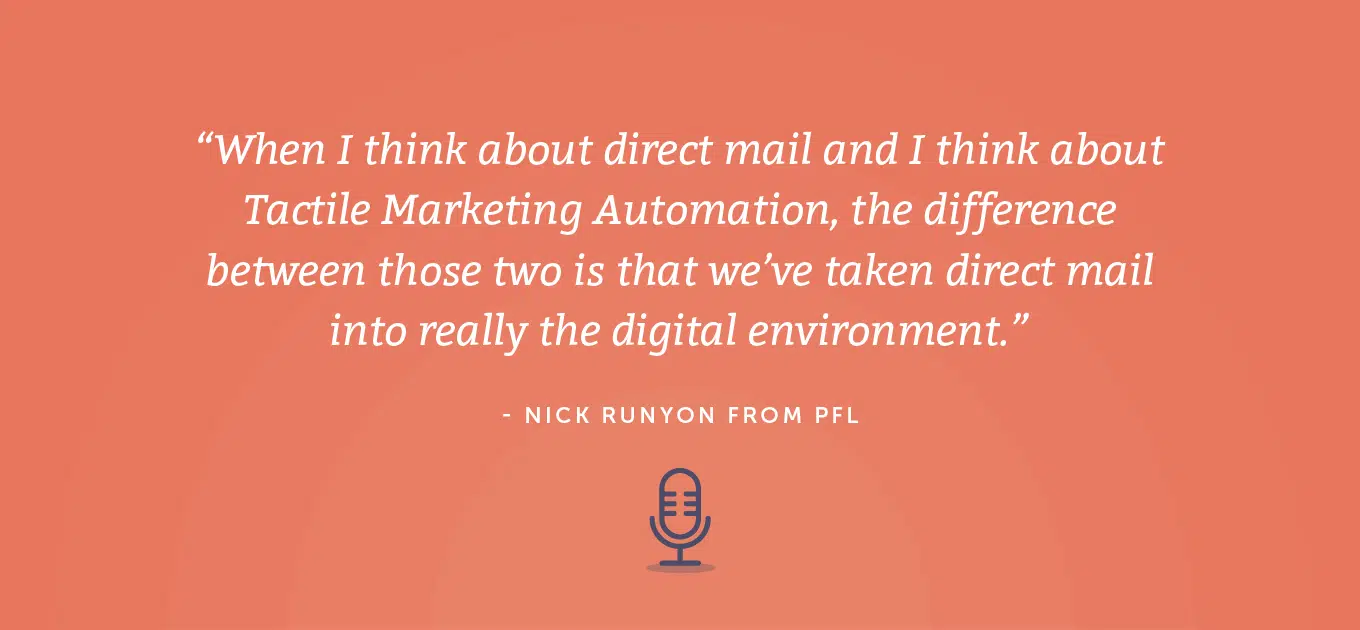 “When I think about direct mail and I think about
Tactile Marketing Automation, the difference
between those two is that we’ve taken direct mail
into really the digital environment.”
- NICK RUNYON FROM PFL